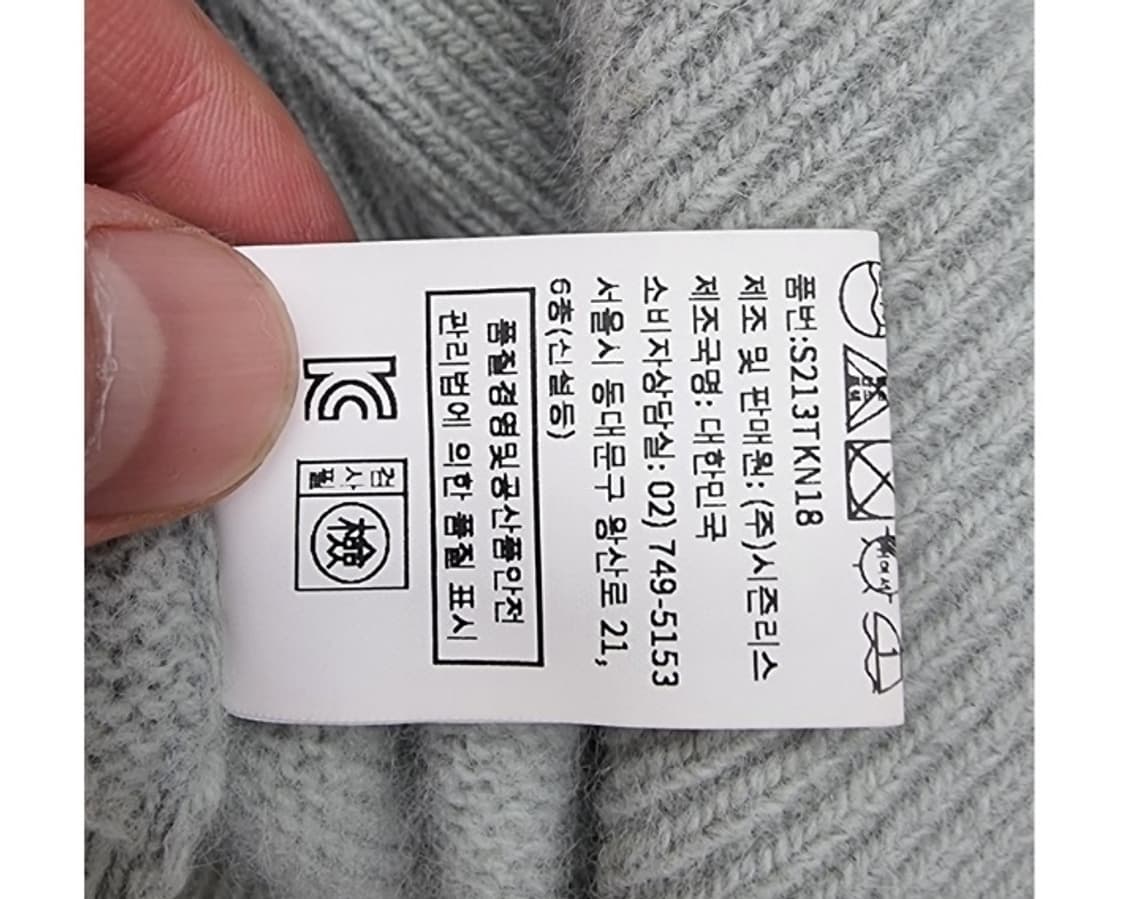 품번:S213TKN18
제조 및 판매원: (주)시즌리스
제조국명: 대한민국
소비자상담실: 02) 749-5153
서울시 동대문구 왕산로 21,
6층(신설동)
품질경영및공산품안전
관리법에 의한 품질 표시
KC
검사필
檢